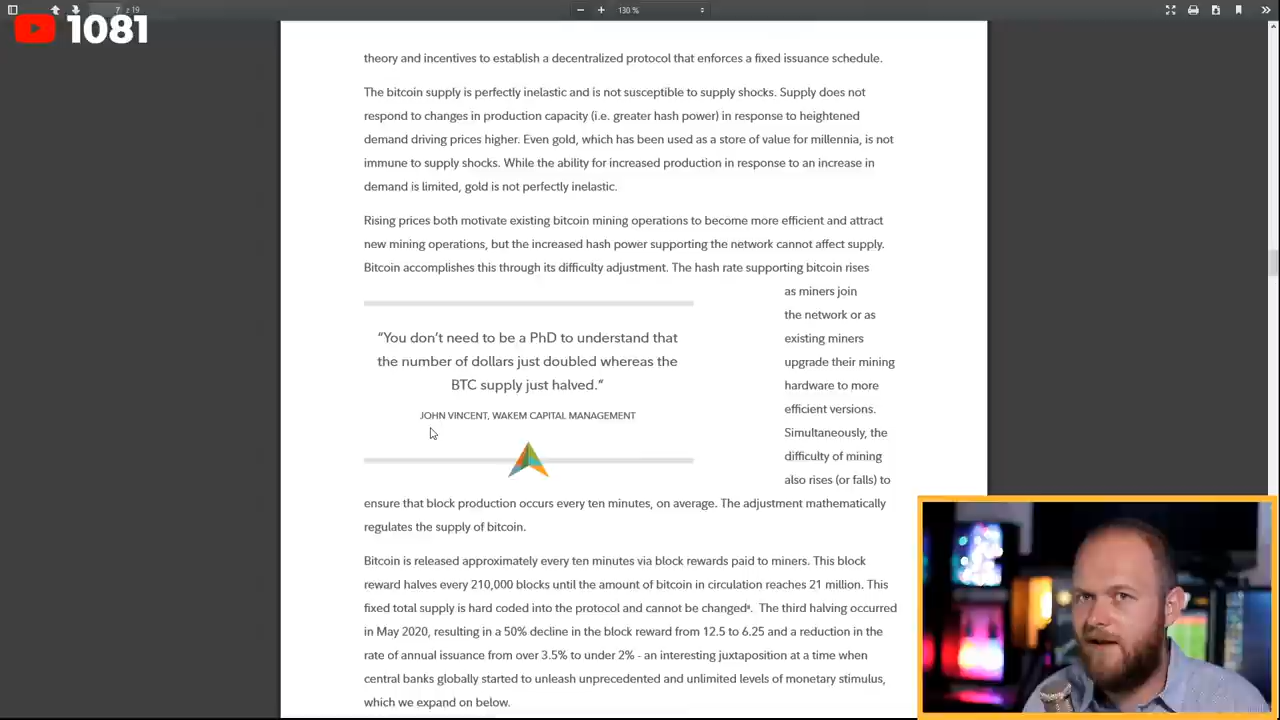 7 z 19
130 %
1081
theory and incentives to establish a decentralized protocol that enforces a fixed issuance schedule.
The bitcoin supply is perfectly inelastic and is not susceptible to supply shocks. Supply does not
respond to changes in production capacity (i.e. greater hash power) in response to heightened
demand driving prices higher. Even gold, which has been used as a store of value for millennia, is not
immune to supply shocks. While the ability for increased production in response to an increase in
demand is limited, gold is not perfectly inelastic.
Rising prices both motivate existing bitcoin mining operations to become more efficient and attract
new mining operations, but the increased hash power supporting the network cannot affect supply.
Bitcoin accomplishes this through its difficulty adjustment. The hash rate supporting bitcoin rises
as miners join
the network or as
existing miners
upgrade their mining
hardware to more
efficient versions.
Simultaneously, the
difficulty of mining
also rises (or falls) to
“You don’t need to be a PhD to understand that
the number of dollars just doubled whereas the
BTC supply just halved.“
JOHN VINCENT, WAKEM CAPITAL MANAGEMENT
ensure that block production occurs every ten minutes, on average. The adjustment mathematically
regulates the supply of bitcoin.
Bitcoin is released approximately every ten minutes via block rewards paid to miners. This block
reward halves every 210,000 blocks until the amount of bitcoin in circulation reaches 21 million. This
fixed total supply is hard coded into the protocol and cannot be changed⁴. The third halving occurred
in May 2020, resulting in a 50% decline in the block reward from 12.5 to 6.25 and a reduction in the
rate of annual issuance from over 3.5% to under 2% - an interesting juxtaposition at a time when
central banks globally started to unleash unprecedented and unlimited levels of monetary stimulus,
which we expand on below.